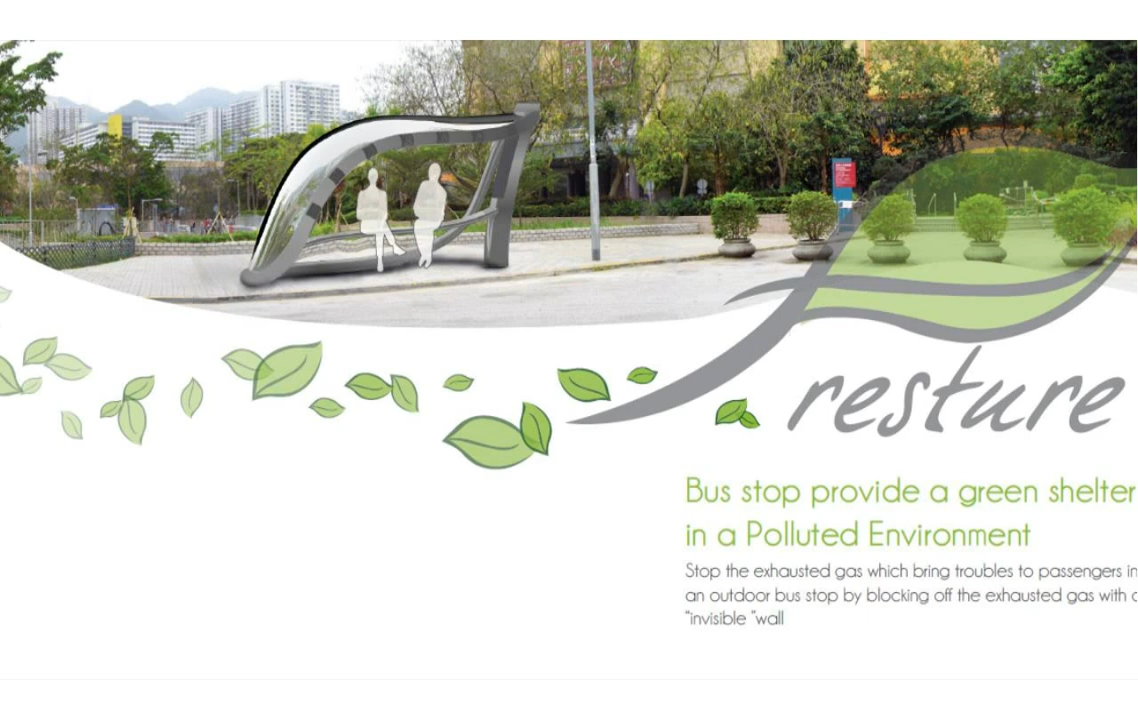 resture
Bus stop provide a green shelter
in a Polluted Environment
Stop the exhausted gas which bring troubles to passengers in
an outdoor bus stop by blocking off the exhausted gas with a
“invisible ”wall